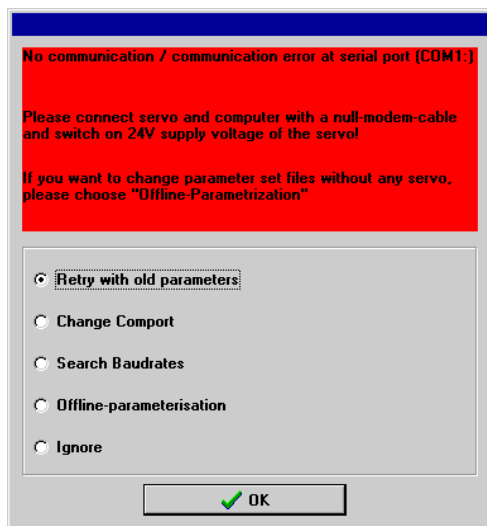 No communication / communication error at serial port (COM1:)
Please connect servo and computer with a null-modem-cable
and switch on 24V supply voltage of the servo!
If you want to change parameter set files without any servo,
please choose "Offline-Parametrization"
Retry with old parameters
Change Comport
Search Baudrates
Offline-parameterisation
Ignore
OK